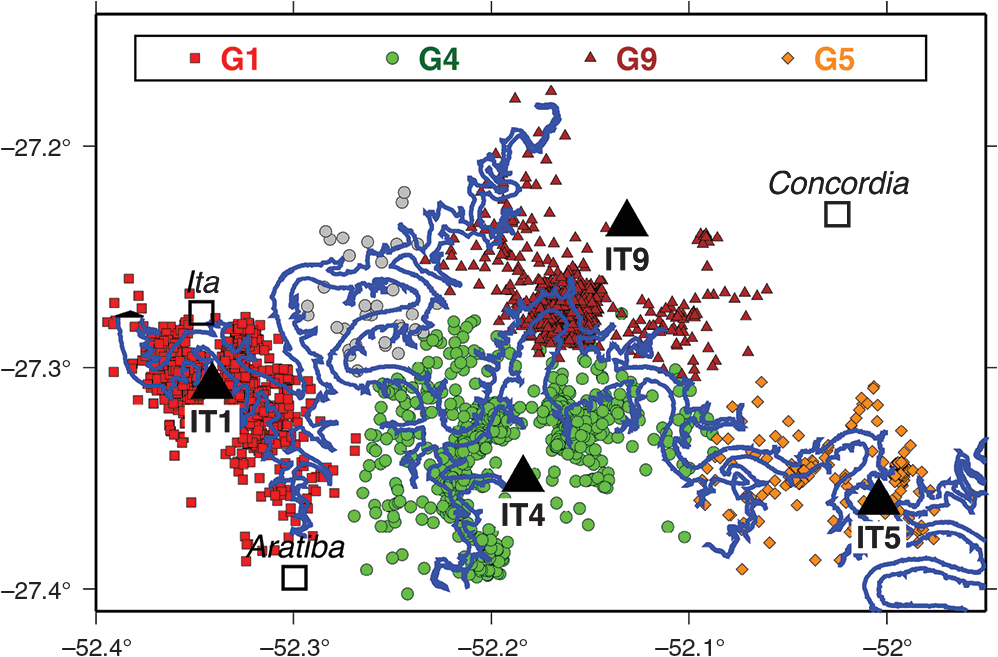 G1 G4 G9 G5
−27.2°
Concordia
IT9
Ita
−27.3°
IT1
IT4
IT5
Aratiba
−27.4°
−52.4° −52.3° −52.2° −52.1° −52°